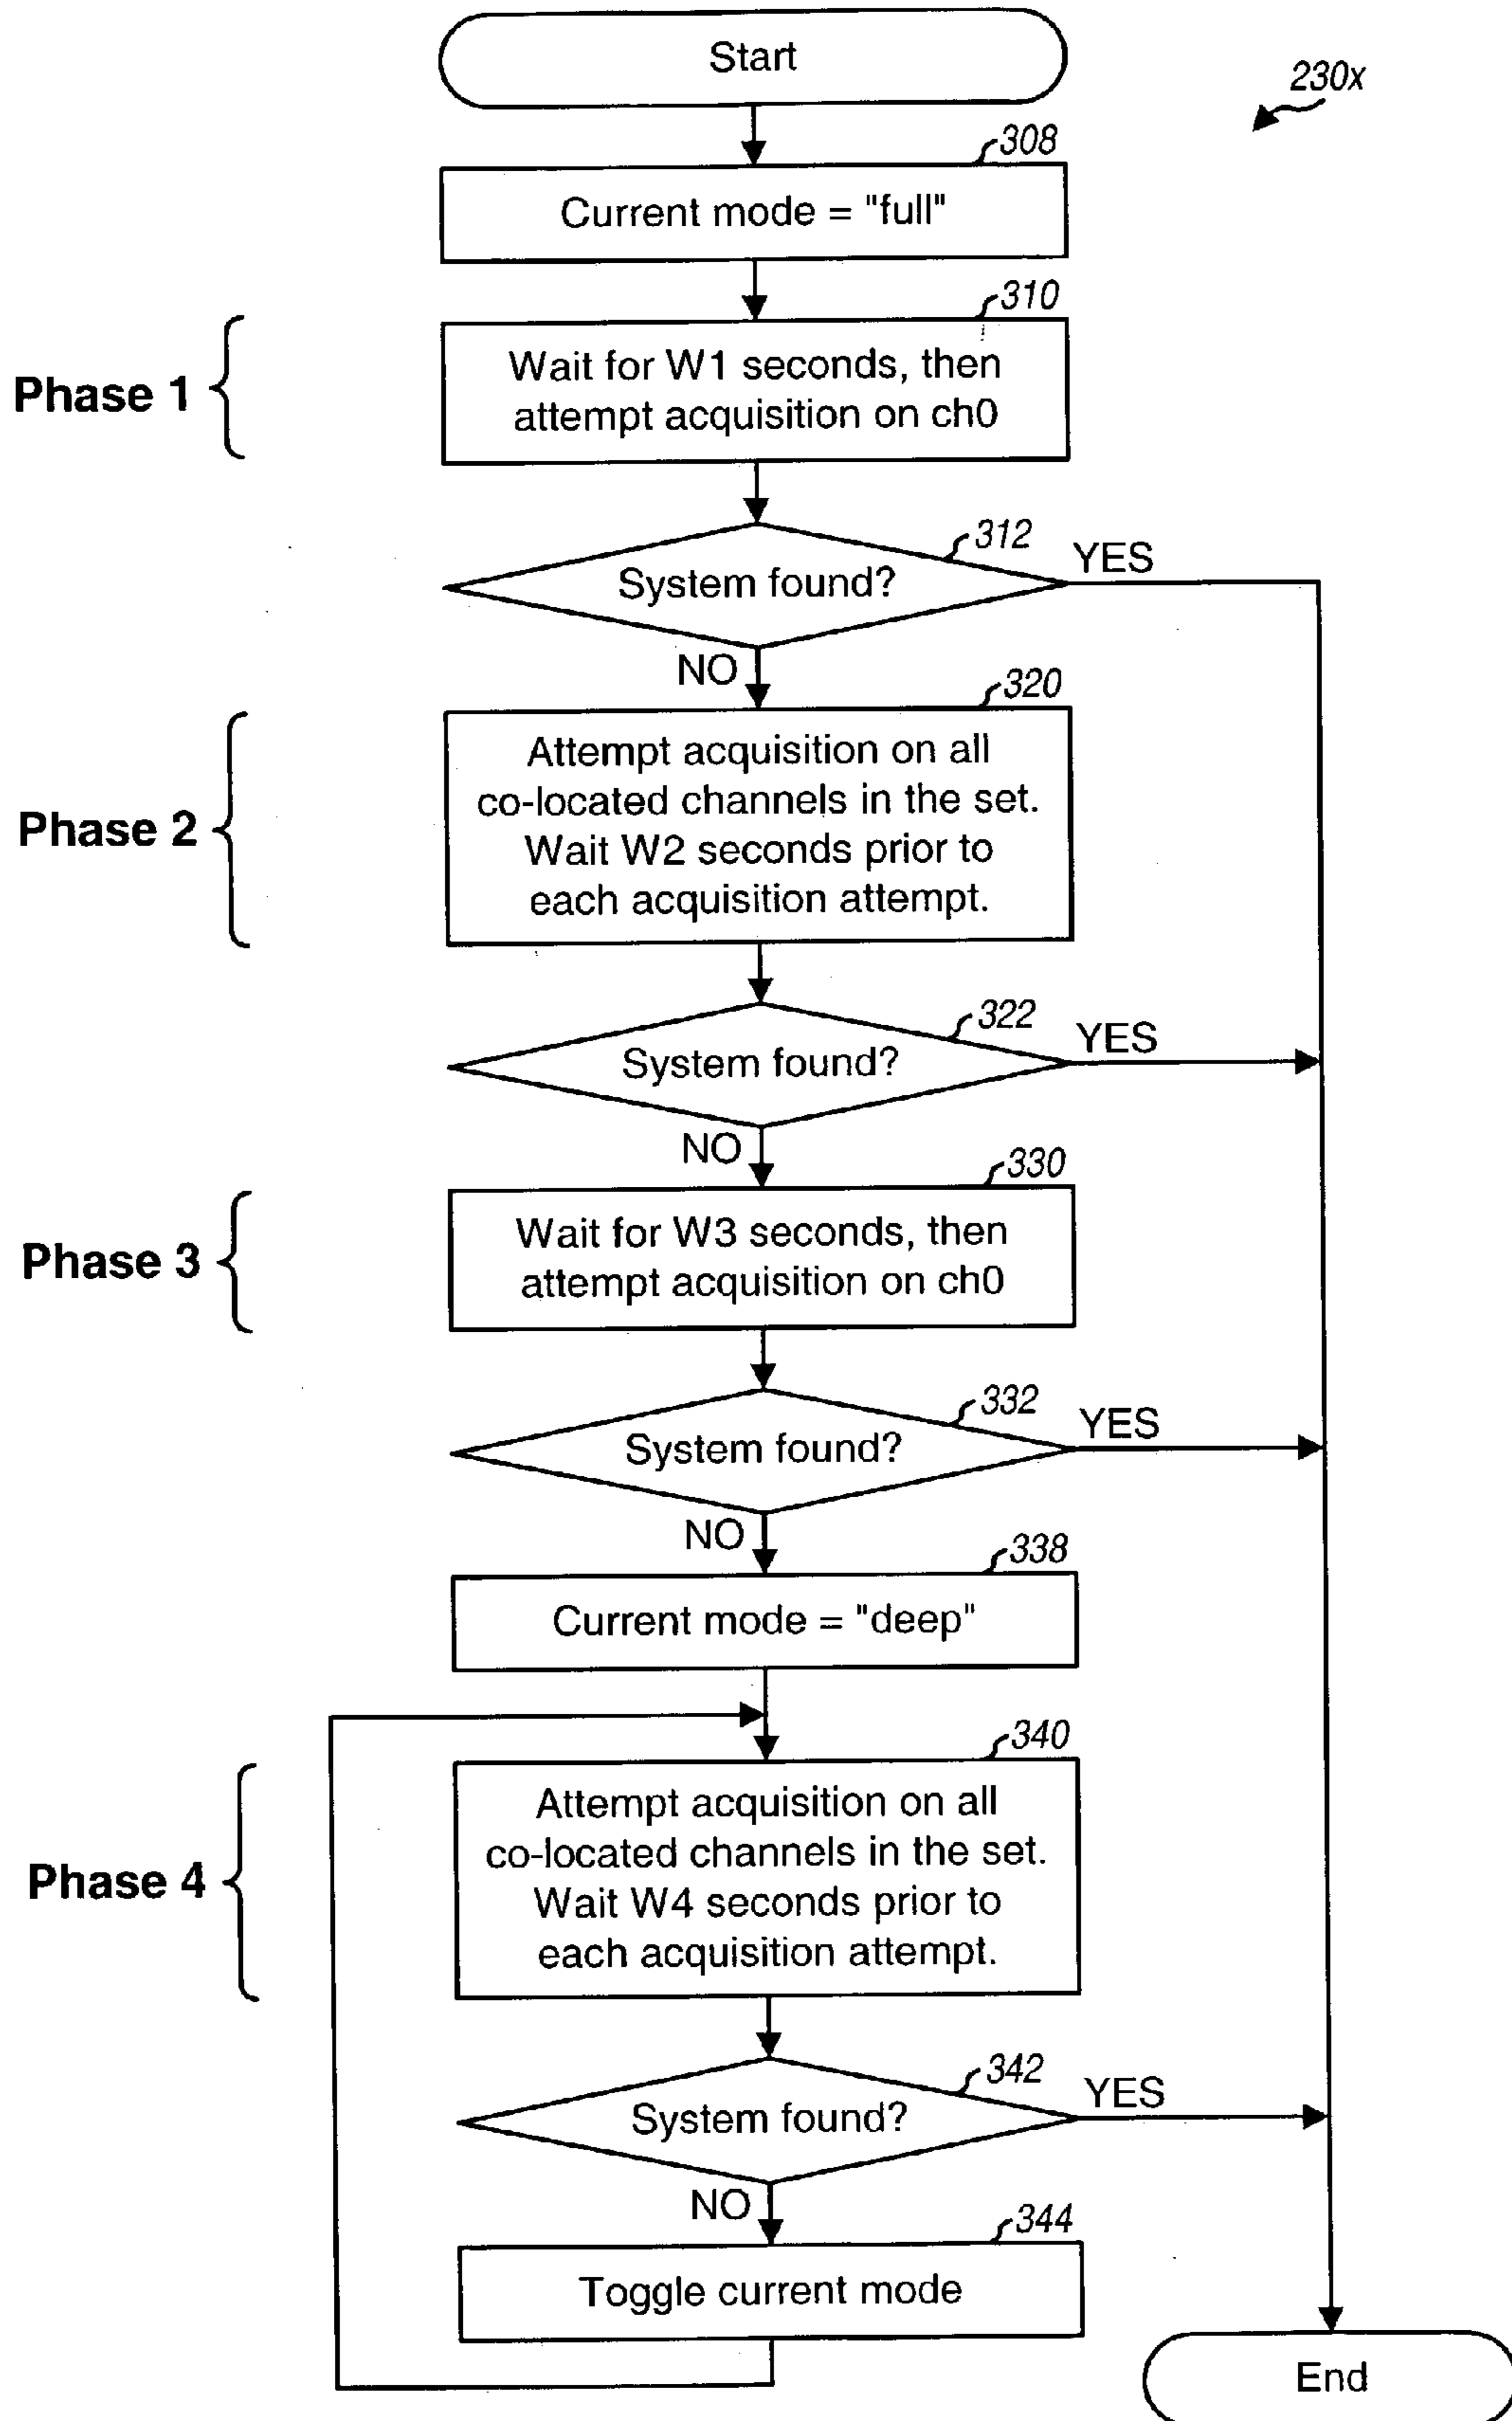 Start
230x
308
Current mode = "full"
310
Phase 1
Wait for W1 seconds, then
attempt acquisition on ch0
312
System found?
YES
NO
320
Phase 2
Attempt acquisition on all
co-located channels in the set.
Wait W2 seconds prior to
each acquisition attempt.
322
System found?
YES
NO
330
Phase 3
Wait for W3 seconds, then
attempt acquisition on ch0
332
System found?
YES
NO
338
Current mode = "deep"
340
Phase 4
Attempt acquisition on all
co-located channels in the set.
Wait W4 seconds prior to
each acquisition attempt.
342
System found?
YES
NO
344
Toggle current mode
End